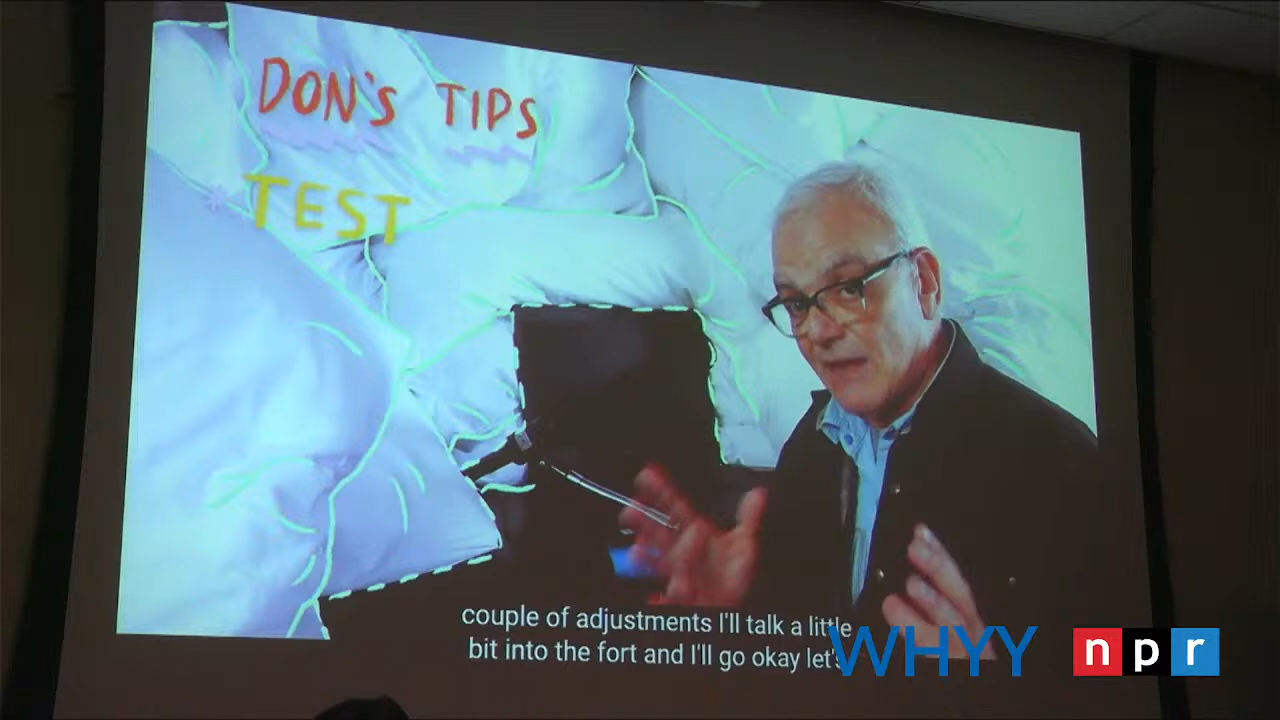 DON'S TIPS
TEST
couple of adjustments I'll talk a little
bit into the fort and I'll go okay let's
WHYY npr